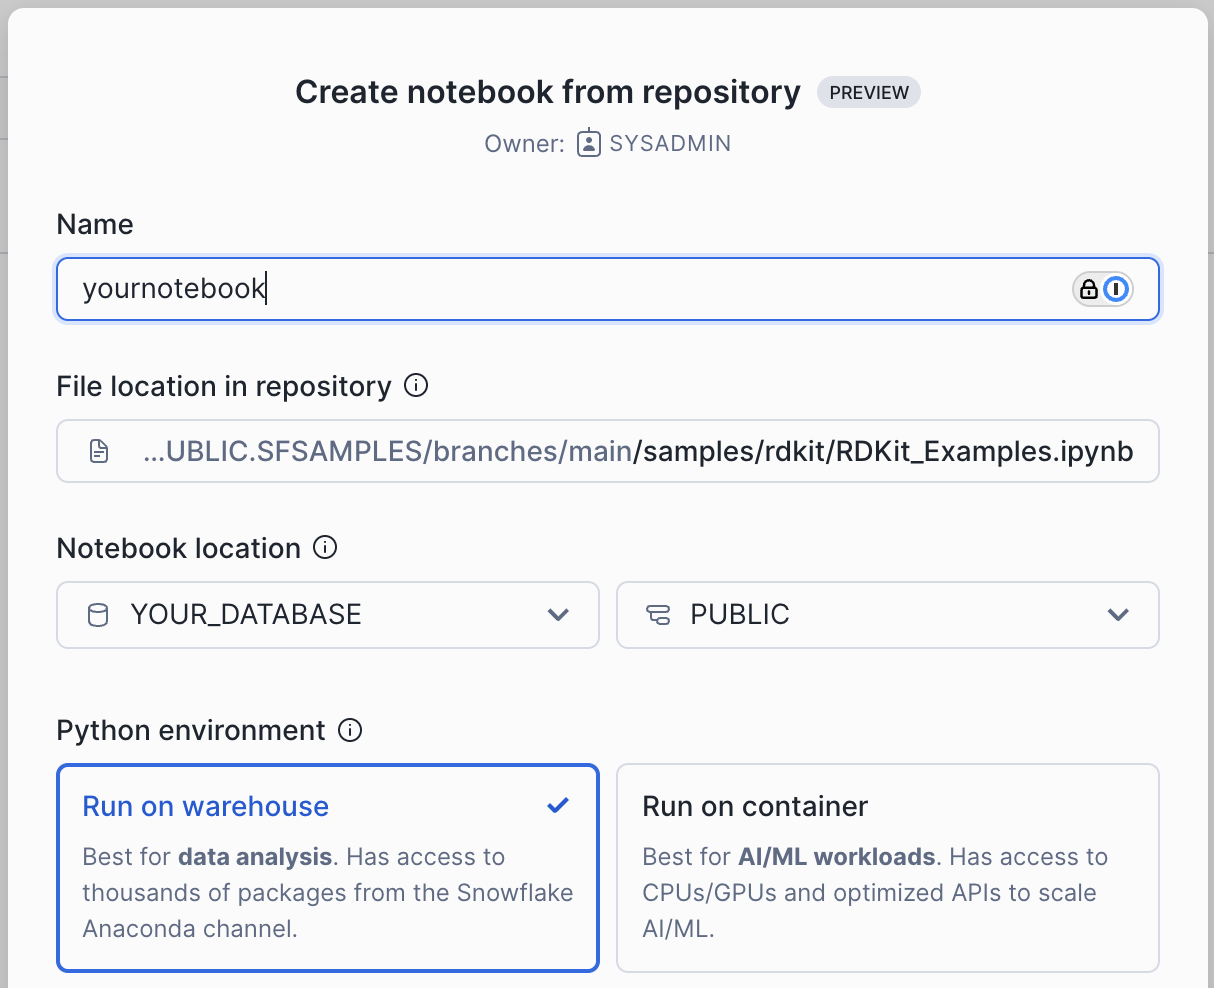 Create notebook from repository PREVIEW
Owner: SYSADMIN
Name
yournotebook
File location in repository
...UBLIC.SFSAMPLES/branches/main/samples/rdkit/RDKit_Examples.ipynb
Notebook location
YOUR_DATABASE PUBLIC
Python environment
Run on warehouse
Best for data analysis. Has access to
thousands of packages from the Snowflake
Anaconda channel.
Run on container
Best for AI/ML workloads. Has access to
CPUs/GPUs and optimized APIs to scale
AI/ML.